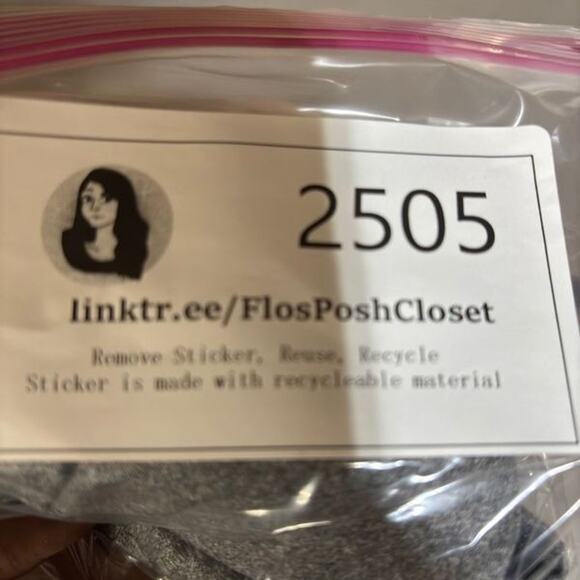 2505
linktr.ee/FlosPoshCloset
Remove Sticker, Reuse, Recycle
Sticker is made with recycleable material